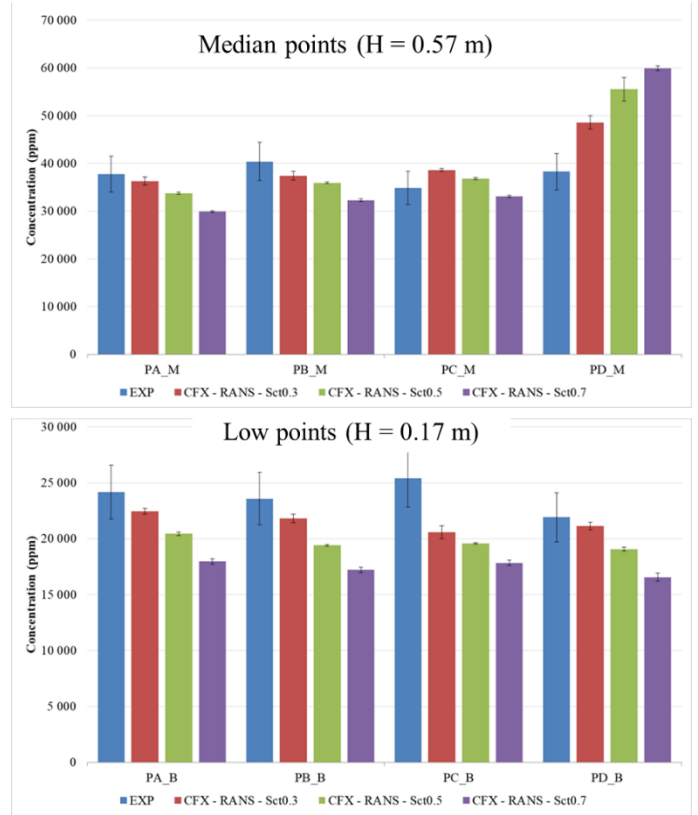 Median points (H = 0.57 m)
70 000
60 000
50 000
40 000
30 000
20 000
10 000
0
Concentration (ppm)
PA_M PB_M PC_M PD_M
EXP CFX - RANS - Sct0.3 CFX - RANS - Sct0.5 CFX - RANS - Sct0.7
Low points (H = 0.17 m)
30 000
25 000
20 000
15 000
10 000
5 000
0
Concentration (ppm)
PA_B PB_B PC_B PD_B
EXP CFX - RANS - Sct0.3 CFX - RANS - Sct0.5 CFX - RANS - Sct0.7